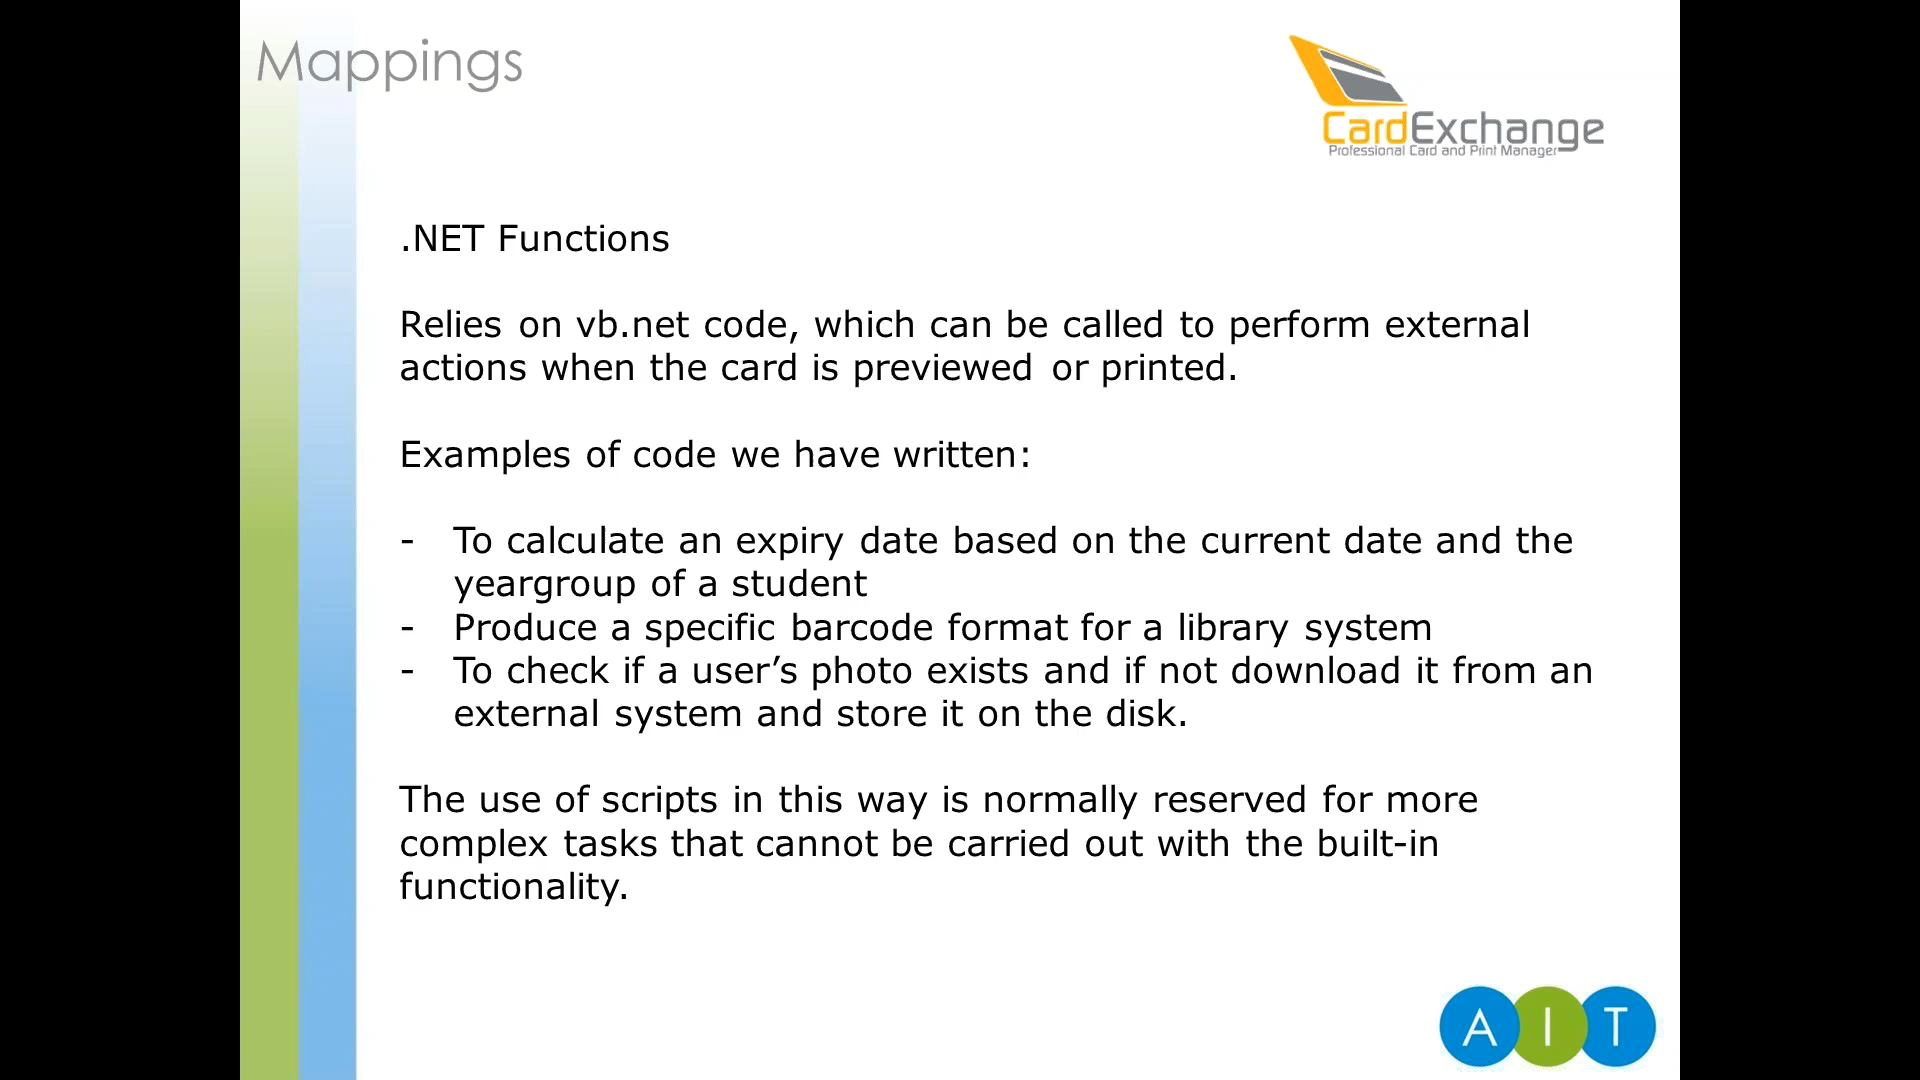 Mappings
CardExchange
Professional Card and Print Manager
.NET Functions
Relies on vb.net code, which can be called to perform external
actions when the card is previewed or printed.
Examples of code we have written:
- To calculate an expiry date based on the current date and the
yeargroup of a student
- Produce a specific barcode format for a library system
- To check if a user’s photo exists and if not download it from an
external system and store it on the disk.
The use of scripts in this way is normally reserved for more
complex tasks that cannot be carried out with the built-in
functionality.
A I T